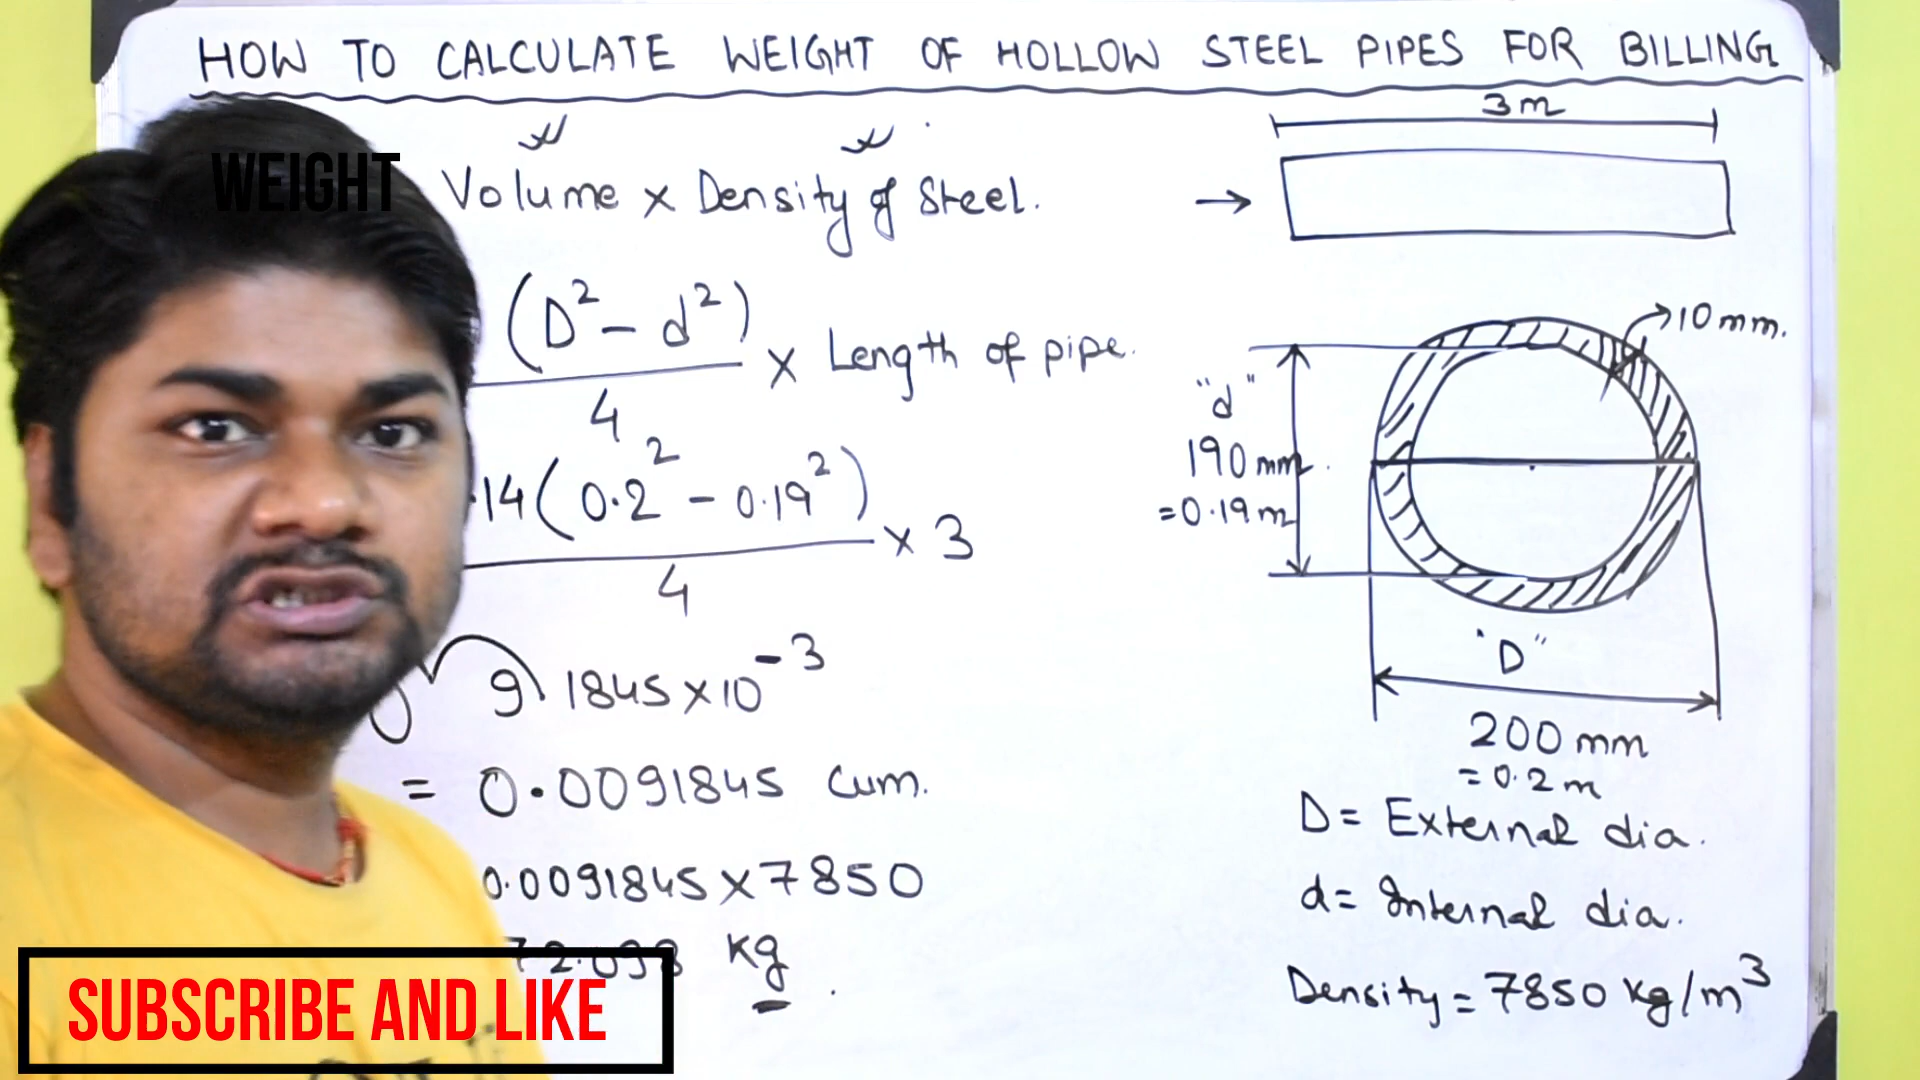 HOW TO CALCULATE WEIGHT OF HOLLOW STEEL PIPES FOR BILLING
3m
WEIGHT
Volume x Density of Steel.
(D² - d²)
4
x Length of pipe.
.14 (0.2² - 0.19²)
4
x 3
9.1845 x 10⁻³
= 0.0091845 cum.
0.0091845 x 7850
72.098 kg.
→10 mm.
"d"
190 mm.
=0.19 m
"D"
200 mm
= 0.2 m
D= External dia.
d= Internal dia.
Density = 7850 kg/m³
SUBSCRIBE AND LIKE